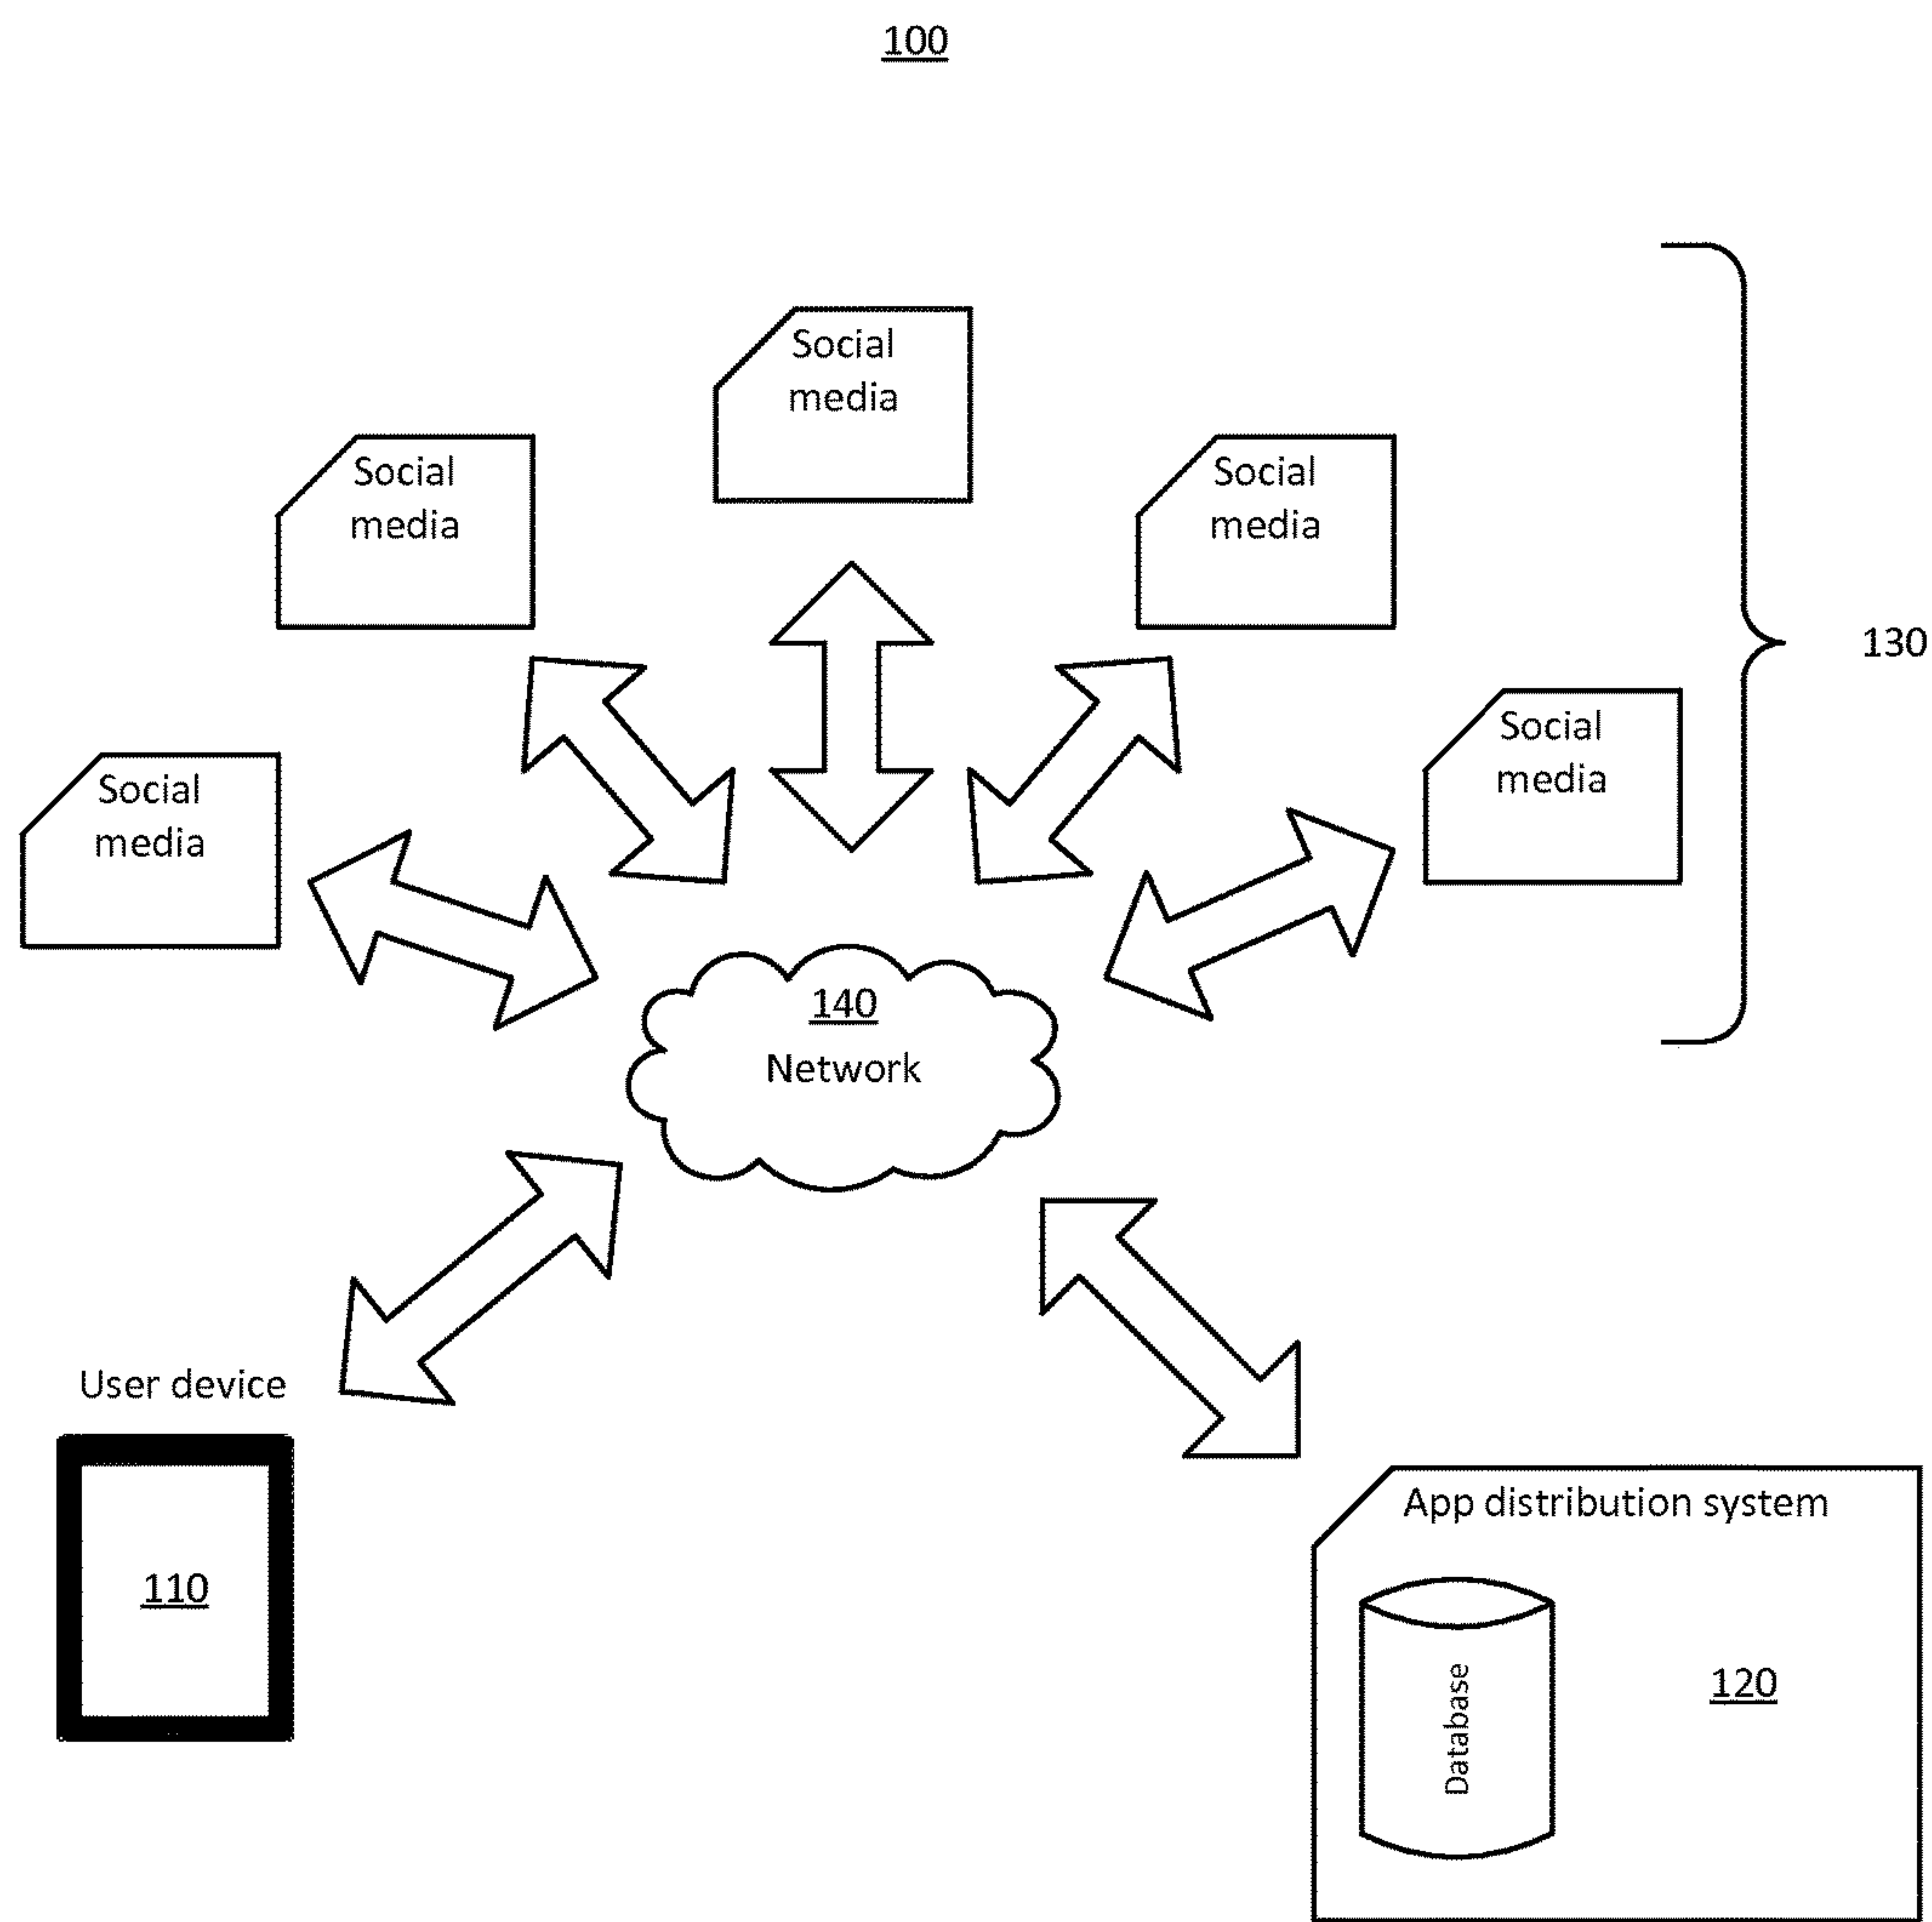 100
Social
media
Social
media
Social
media
Social
media
Social
media
130
140
Network
User device
110
App distribution system
Database
120